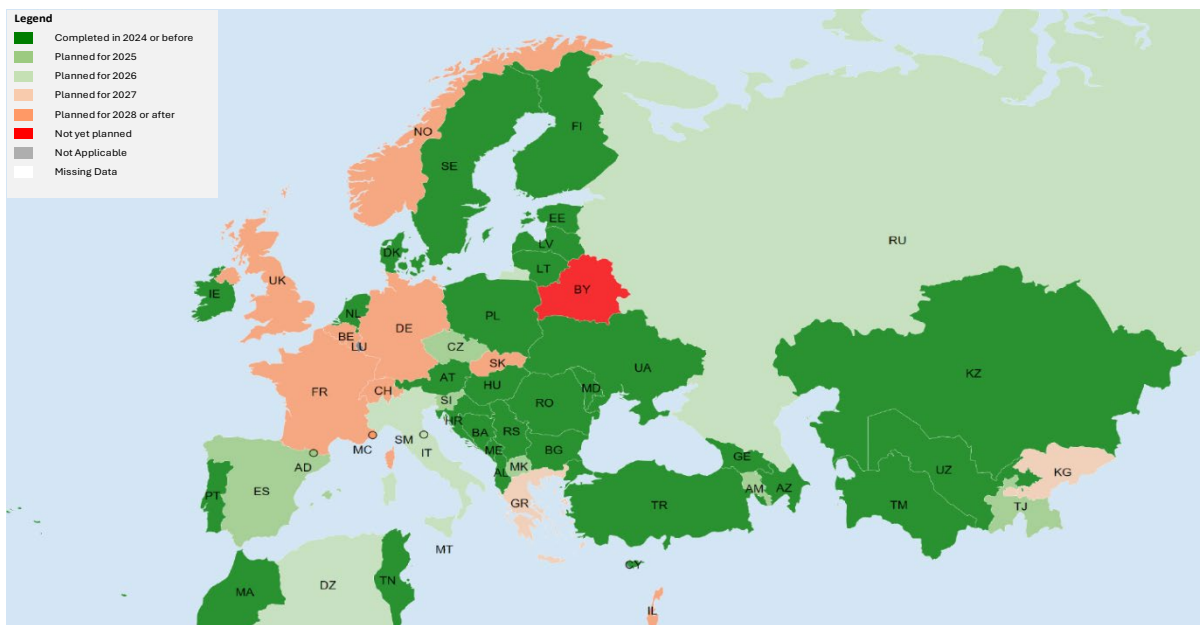 Legend
Completed in 2024 or before
Planned for 2025
Planned for 2026
Planned for 2027
Planned for 2028 or after
Not yet planned
Not Applicable
Missing Data
NO
FI
SE
EE
RU
LV
DK
LT
UK
BY
IE
NL
PL
DE
BE
LU
CZ
SK
UA
KZ
AT
CH
HU
MD
FR
SI
RO
HR
BA
RS
SM
MC
IT
ME
BG
GE
AD
AL
MK
UZ
KG
ES
PT
AM
AZ
GR
TR
TM
TJ
MT
CY
DZ
TN
MA
IL